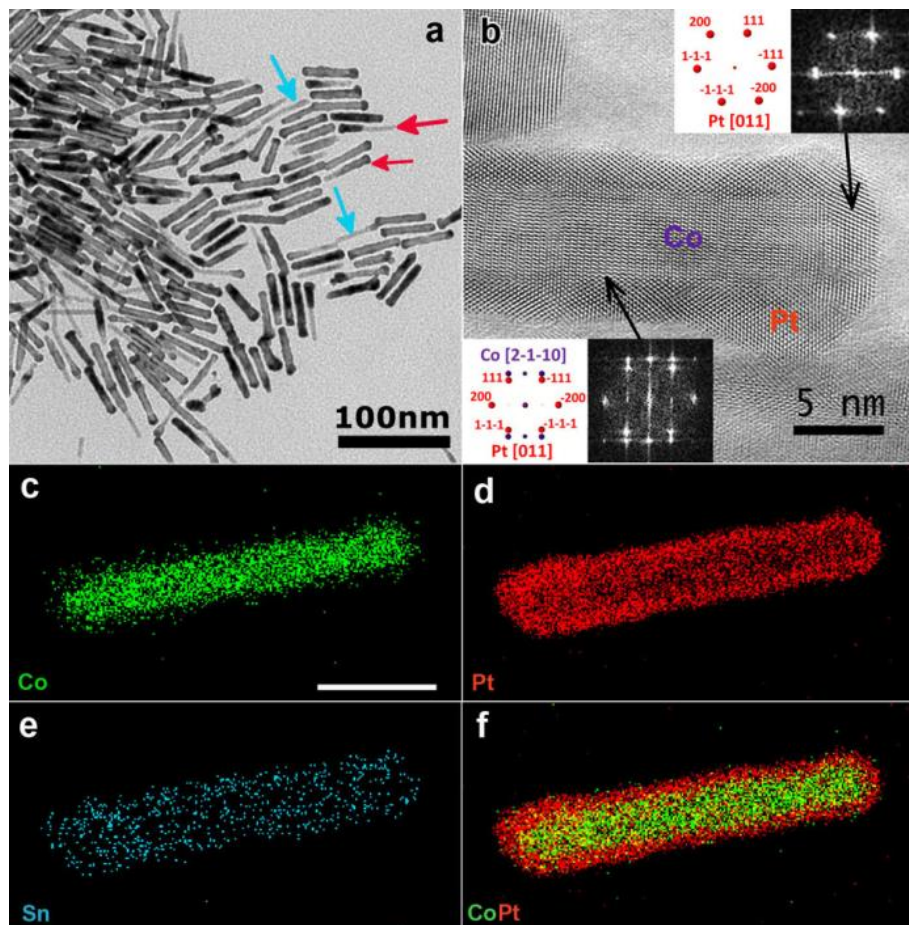 a
100nm
b
200
111
1-1-1
-111
-1-1-1
-200
Pt [011]
Co
Pt
Co [2-1-10]
111
-111
200
-200
1-1-1
-1-1-1
Pt [011]
5 nm
c
Co
d
Pt
e
Sn
f
CoPt